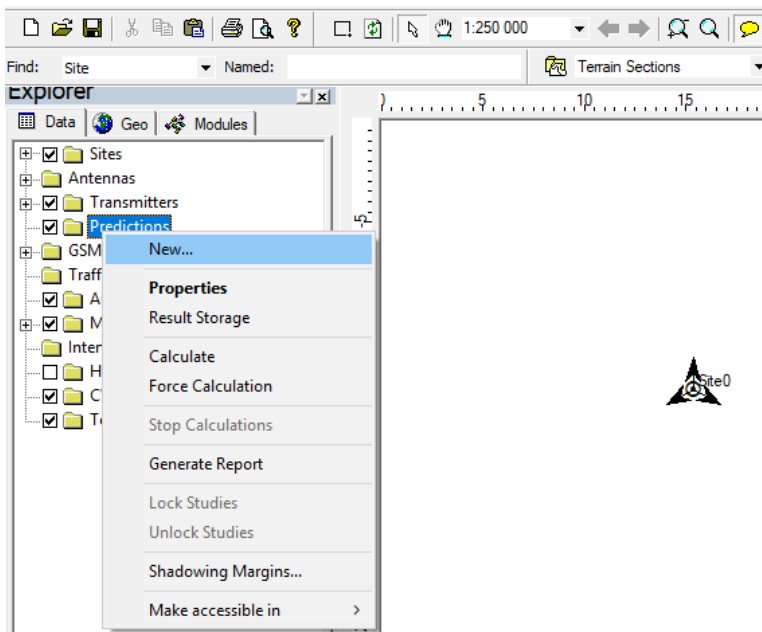 1:250 000
Find: Site Named: Terrain Sections
Explorer
Data Geo Modules
0 5 10 15
-5
Sites
Antennas
Transmitters
Predictions
GSM
Traff
A
M
Inter
H
C
Te
New...
Properties
Result Storage
Calculate
Force Calculation
Stop Calculations
Generate Report
Lock Studies
Unlock Studies
Shadowing Margins...
Make accessible in
Site0